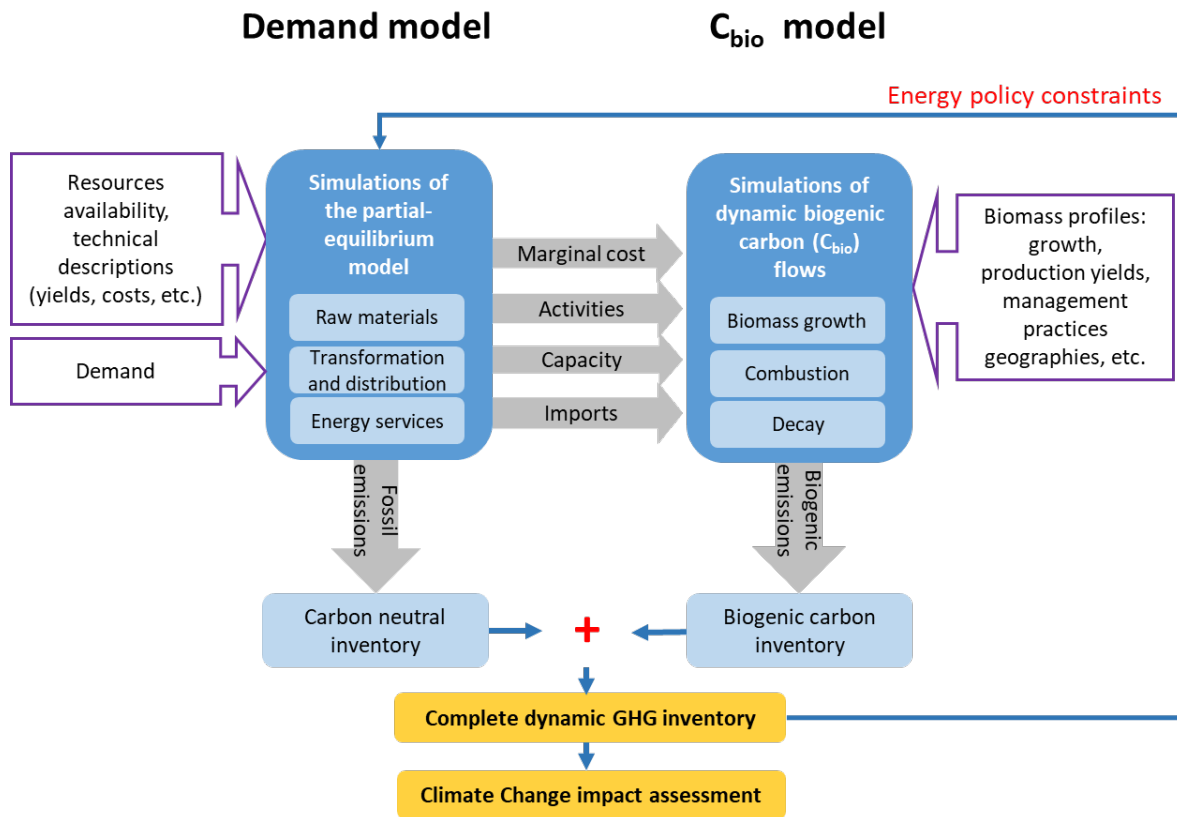 Demand model
C_bio model
Energy policy constraints
Resources
availability,
technical
descriptions
(yields, costs, etc.)
Demand
Simulations of
the partial-
equilibrium
model
Raw materials
Transformation
and distribution
Energy services
Marginal cost
Activities
Capacity
Imports
Simulations of
dynamic biogenic
carbon (C_bio)
flows
Biomass growth
Combustion
Decay
Biomass profiles:
growth,
production yields,
management
practices
geographies, etc.
Fossil
emissions
Biogenic
emissions
Carbon neutral
inventory
+
Biogenic carbon
inventory
Complete dynamic GHG inventory
Climate Change impact assessment